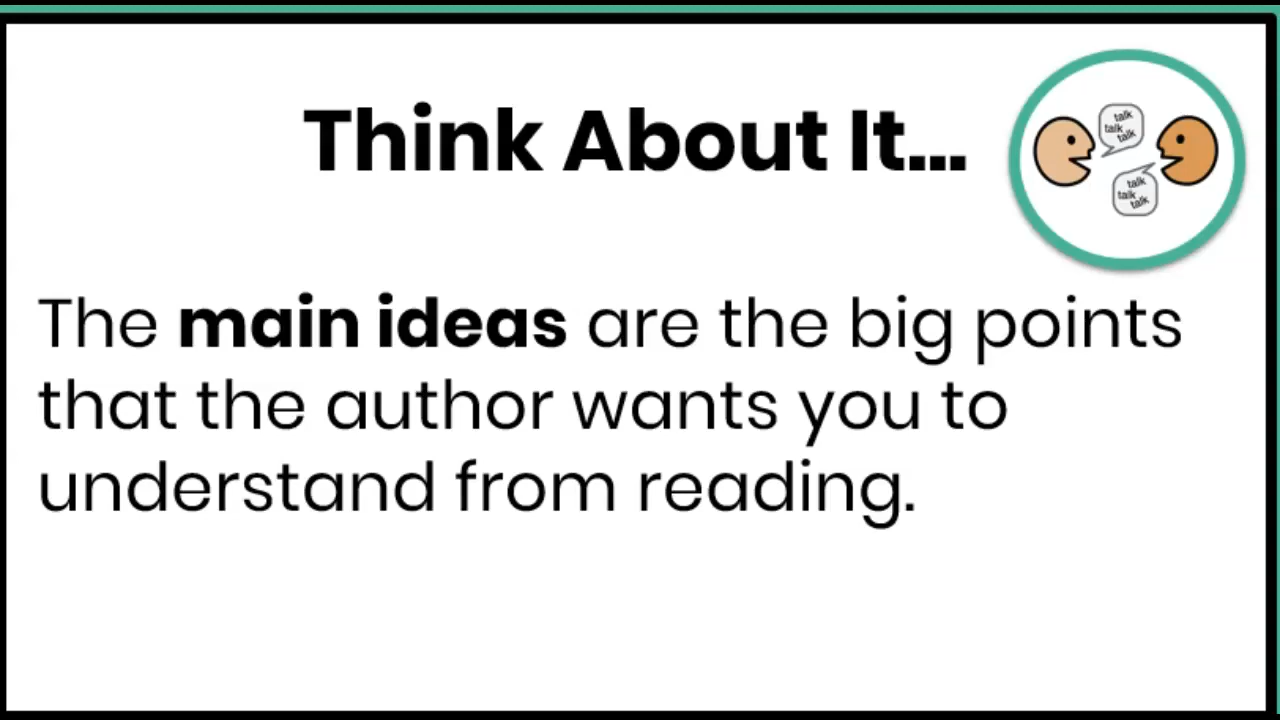 Think About It...
talk
talk
talk
talk
talk
talk
The main ideas are the big points
that the author wants you to
understand from reading.